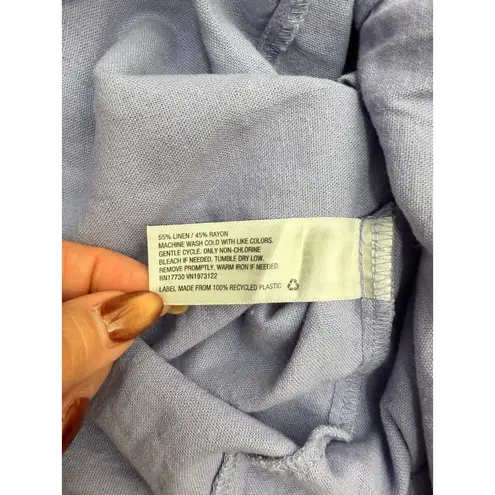 55% LINEN / 45% RAYON
MACHINE WASH COLD WITH LIKE COLORS.
GENTLE CYCLE. ONLY NON-CHLORINE
BLEACH IF NEEDED. TUMBLE DRY LOW.
REMOVE PROMPTLY. WARM IRON IF NEEDED.
RN17730 VN1973122
LABEL MADE FROM 100% RECYCLED PLASTIC